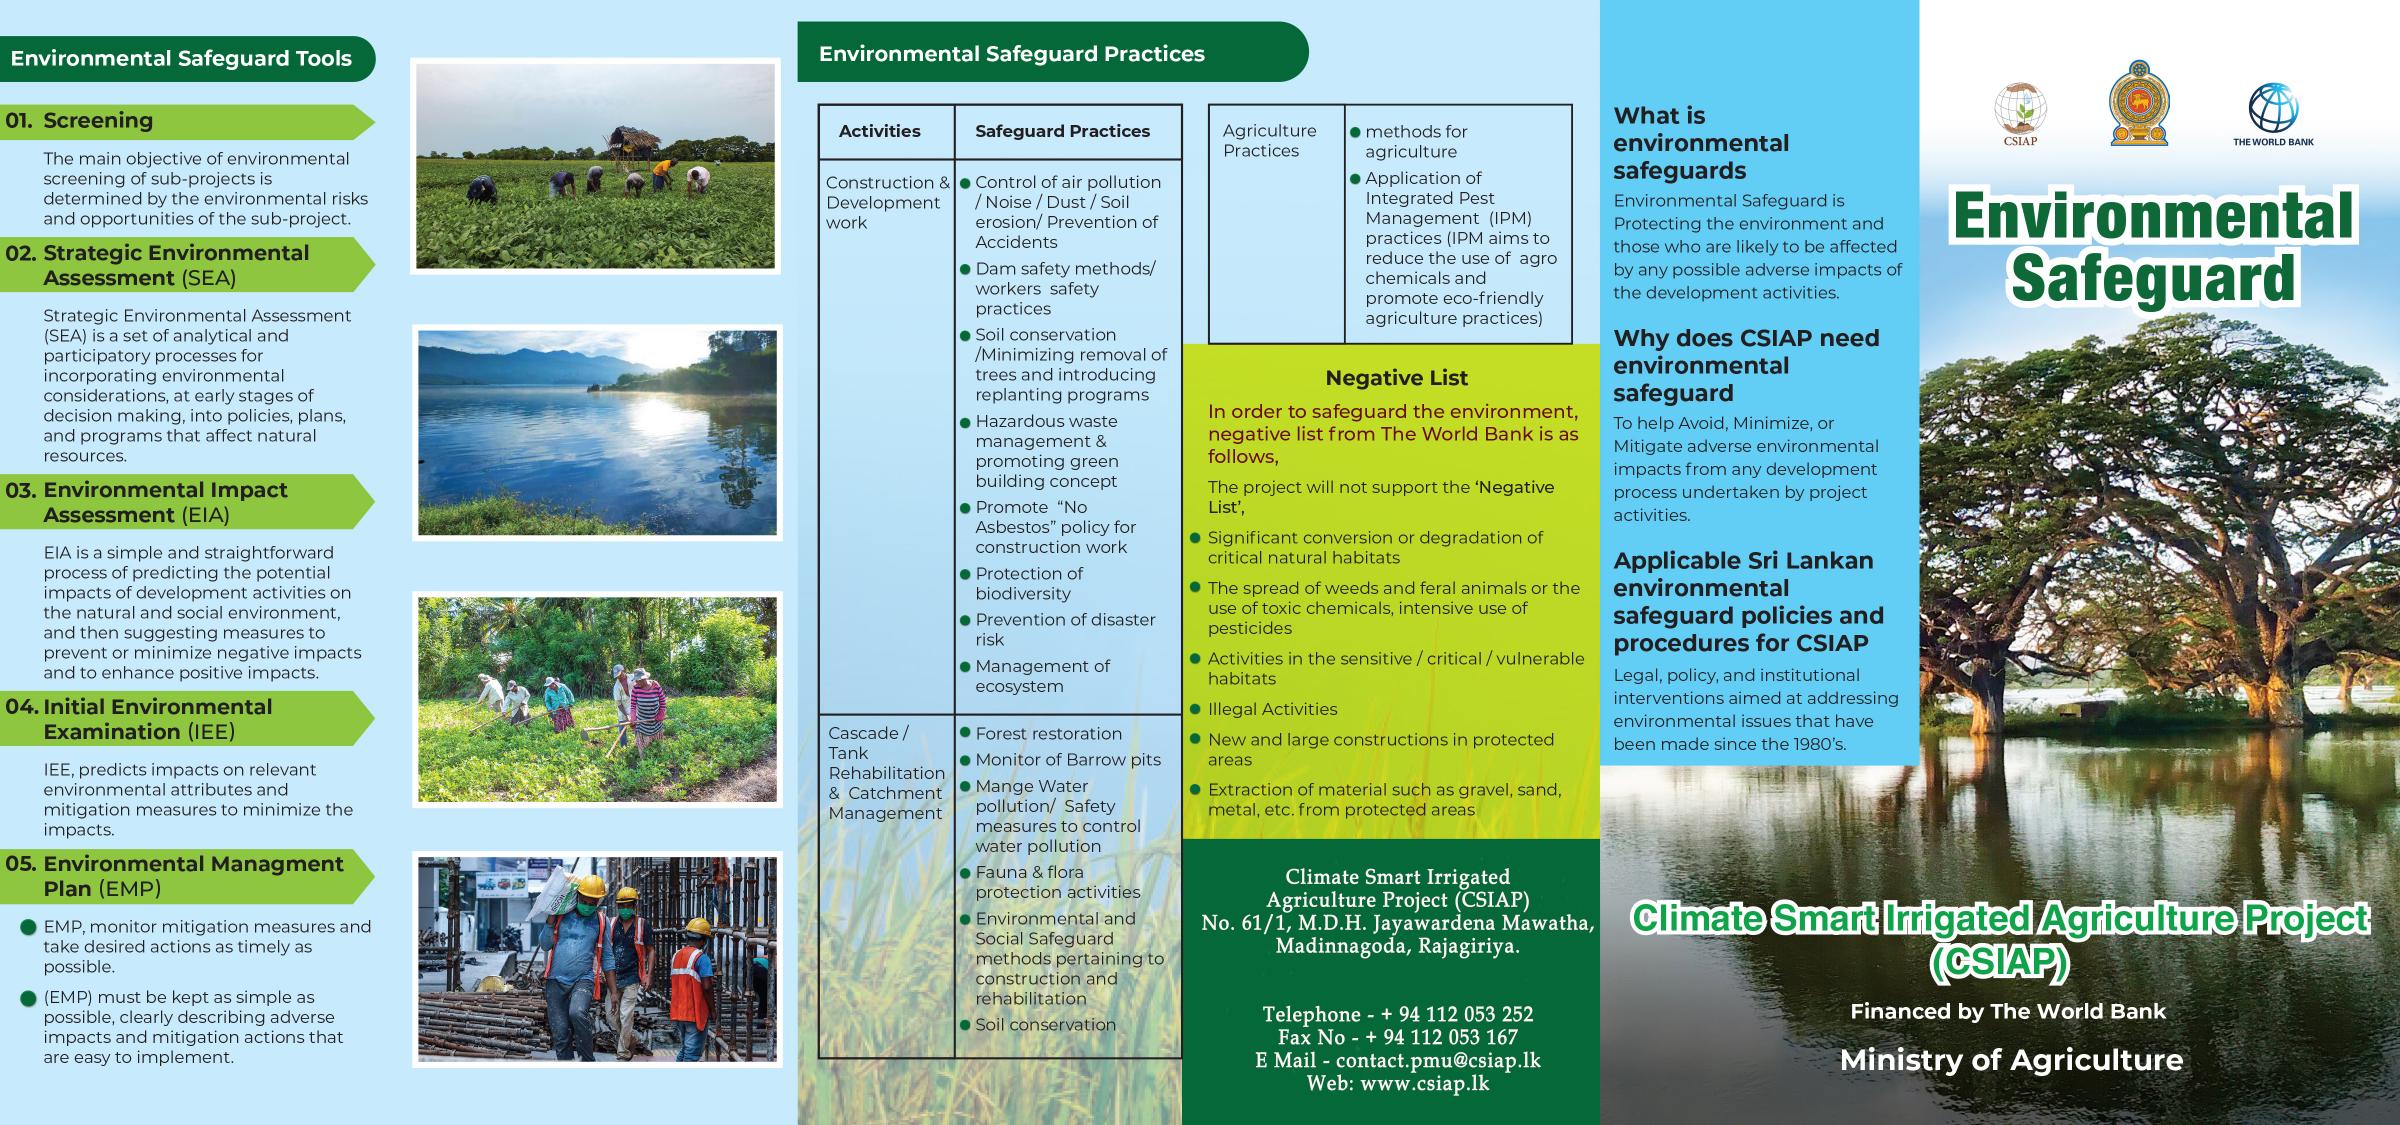 Environmental Safeguard Tools
01. Screening
The main objective of environmental
screening of sub-projects is
determined by the environmental risks
and opportunities of the sub-project.
02. Strategic Environmental
Assessment (SEA)
Strategic Environmental Assessment
(SEA) is a set of analytical and
participatory processes for
incorporating environmental
considerations, at early stages of
decision making, into policies, plans,
and programs that affect natural
resources.
03. Environmental Impact
Assessment (EIA)
EIA is a simple and straightforward
process of predicting the potential
impacts of development activities on
the natural and social environment,
and then suggesting measures to
prevent or minimize negative impacts
and to enhance positive impacts.
04. Initial Environmental
Examination (IEE)
IEE, predicts impacts on relevant
environmental attributes and
mitigation measures to minimize the
impacts.
05. Environmental Managment
Plan (EMP)
EMP, monitor mitigation measures and
take desired actions as timely as
possible.
(EMP) must be kept as simple as
possible, clearly describing adverse
impacts and mitigation actions that
are easy to implement.
Environmental Safeguard Practices
Activities
Safeguard Practices
Construction &
Development
work
Control of air pollution
/ Noise / Dust / Soil
erosion/ Prevention of
Accidents
Dam safety methods/
workers safety
practices
Soil conservation
/Minimizing removal of
trees and introducing
replanting programs
Hazardous waste
management &
promoting green
building concept
Promote “No
Asbestos” policy for
construction work
Protection of
biodiversity
Prevention of disaster
risk
Management of
ecosystem
Cascade /
Tank
Rehabilitation
& Catchment
Management
Forest restoration
Monitor of Barrow pits
Mange Water
pollution/ Safety
measures to control
water pollution
Fauna & flora
protection activities
Environmental and
Social Safeguard
methods pertaining to
construction and
rehabilitation
Soil conservation
Agriculture
Practices
methods for
agriculture
Application of
Integrated Pest
Management (IPM)
practices (IPM aims to
reduce the use of agro
chemicals and
promote eco-friendly
agriculture practices)
Negative List
In order to safeguard the environment,
negative list from The World Bank is as
follows,
The project will not support the ‘Negative
List’,
Significant conversion or degradation of
critical natural habitats
The spread of weeds and feral animals or the
use of toxic chemicals, intensive use of
pesticides
Activities in the sensitive / critical / vulnerable
habitats
Illegal Activities
New and large constructions in protected
areas
Extraction of material such as gravel, sand,
metal, etc. from protected areas
Climate Smart Irrigated
Agriculture Project (CSIAP)
No. 61/1, M.D.H. Jayawardena Mawatha,
Madinnagoda, Rajagiriya.
Telephone - + 94 112 053 252
Fax No - + 94 112 053 167
E Mail - contact.pmu@csiap.lk
Web: www.csiap.lk
What is
environmental
safeguards
Environmental Safeguard is
Protecting the environment and
those who are likely to be affected
by any possible adverse impacts of
the development activities.
Why does CSIAP need
environmental
safeguard
To help Avoid, Minimize, or
Mitigate adverse environmental
impacts from any development
process undertaken by project
activities.
Applicable Sri Lankan
environmental
safeguard policies and
procedures for CSIAP
Legal, policy, and institutional
interventions aimed at addressing
environmental issues that have
been made since the 1980’s.
CSIAP
THE WORLD BANK
Environmental
Safeguard
Climate Smart Irrigated Agriculture Project
(CSIAP)
Financed by The World Bank
Ministry of Agriculture